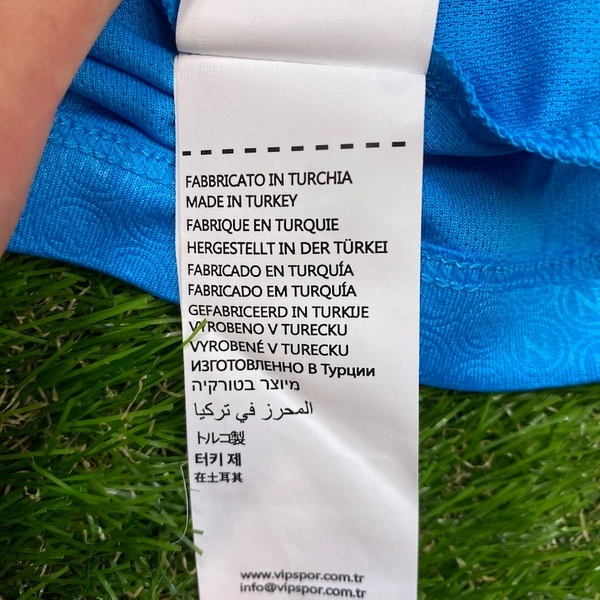 FABBRICATO IN TURCHIA
MADE IN TURKEY
FABRIQUE EN TURQUIE
HERGESTELLT IN DER TÜRKEI
FABRICADO EN TURQUÍA
FABRICADO EM TURQUÍA
GEFABRICEERD IN TURKIJE
VYROBENO V TURECKU
VYROBENÉ V TURECKU
ИЗГОТОВЛЕННО В Турции
מיוצר בטורקיה
المحرز في تركيا
トルコ製
터키 제
在土耳其
www.vipspor.com.tr
info@vipspor.com.tr